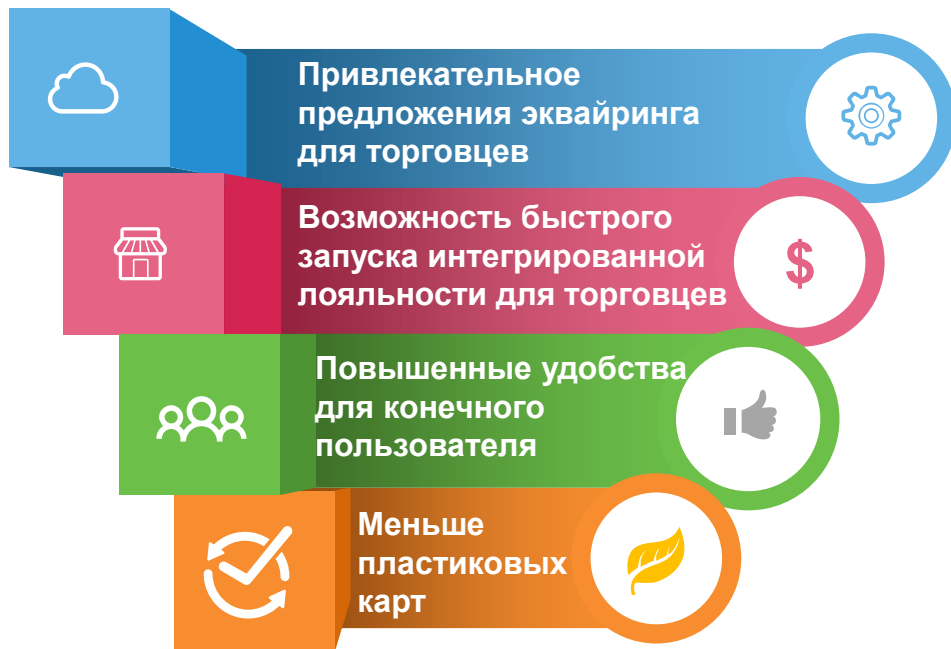 Привлекательное
предложения эквайринга
для торговцев
Возможность быстрого
запуска интегрированной
лояльности для торговцев
$
Повышенные удобства
для конечного
пользователя
Меньше
пластиковых
карт